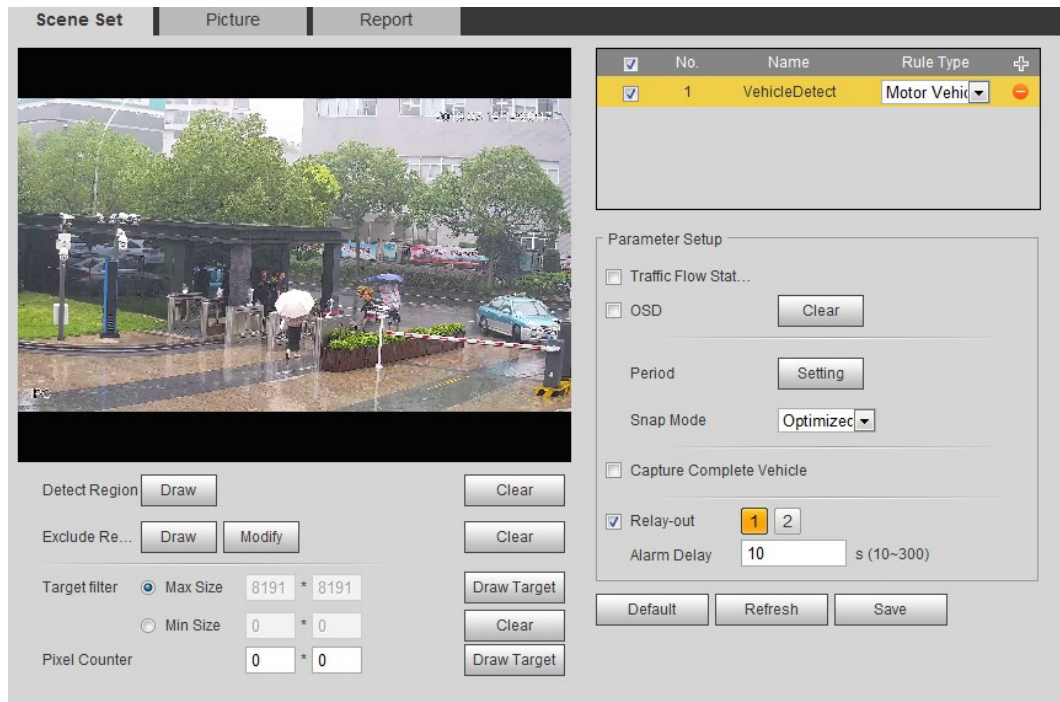 Scene Set Picture Report
No. Name Rule Type
1 VehicleDetect Motor Vehic
Parameter Setup
Traffic Flow Stat...
OSD Clear
Period Setting
Snap Mode Optimized
Capture Complete Vehicle
Relay-out 1 2
Alarm Delay 10 s (10~300)
Default Refresh Save
Detect Region Draw Clear
Exclude Re... Draw Modify Clear
Target filter Max Size 8191 * 8191 Draw Target
Min Size 0 * 0 Clear
Pixel Counter 0 * 0 Draw Target